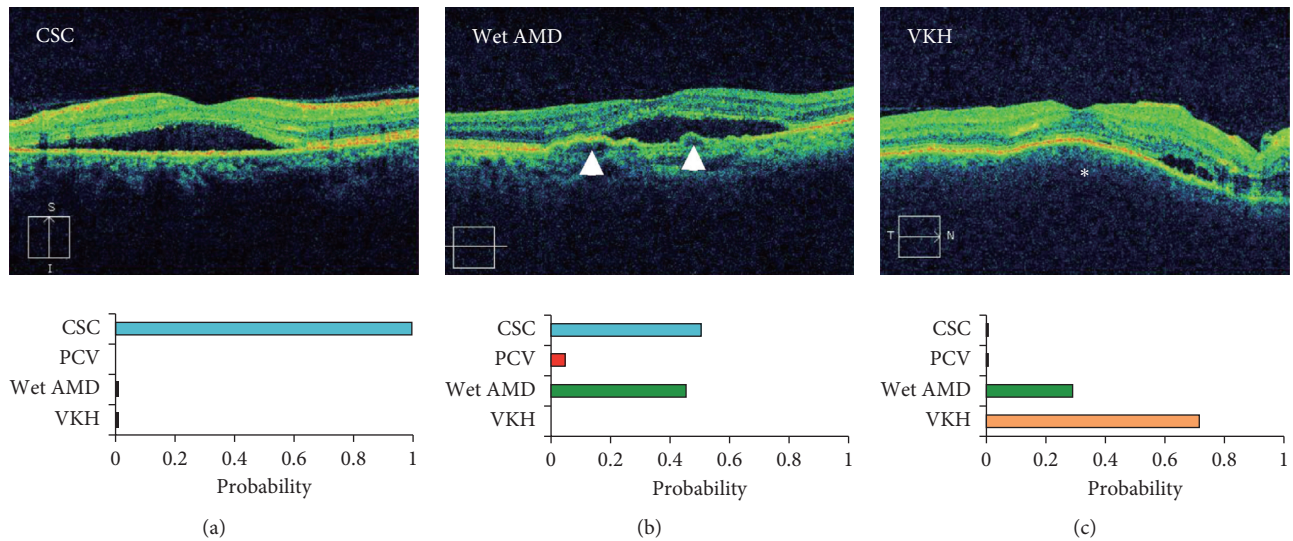 CSC
S
I
CSC
PCV
Wet AMD
VKH
0 0.2 0.4 0.6 0.8 1
Probability
(a)
Wet AMD
CSC
PCV
Wet AMD
VKH
0 0.2 0.4 0.6 0.8 1
Probability
(b)
VKH
*
T N
CSC
PCV
Wet AMD
VKH
0 0.2 0.4 0.6 0.8 1
Probability
(c)